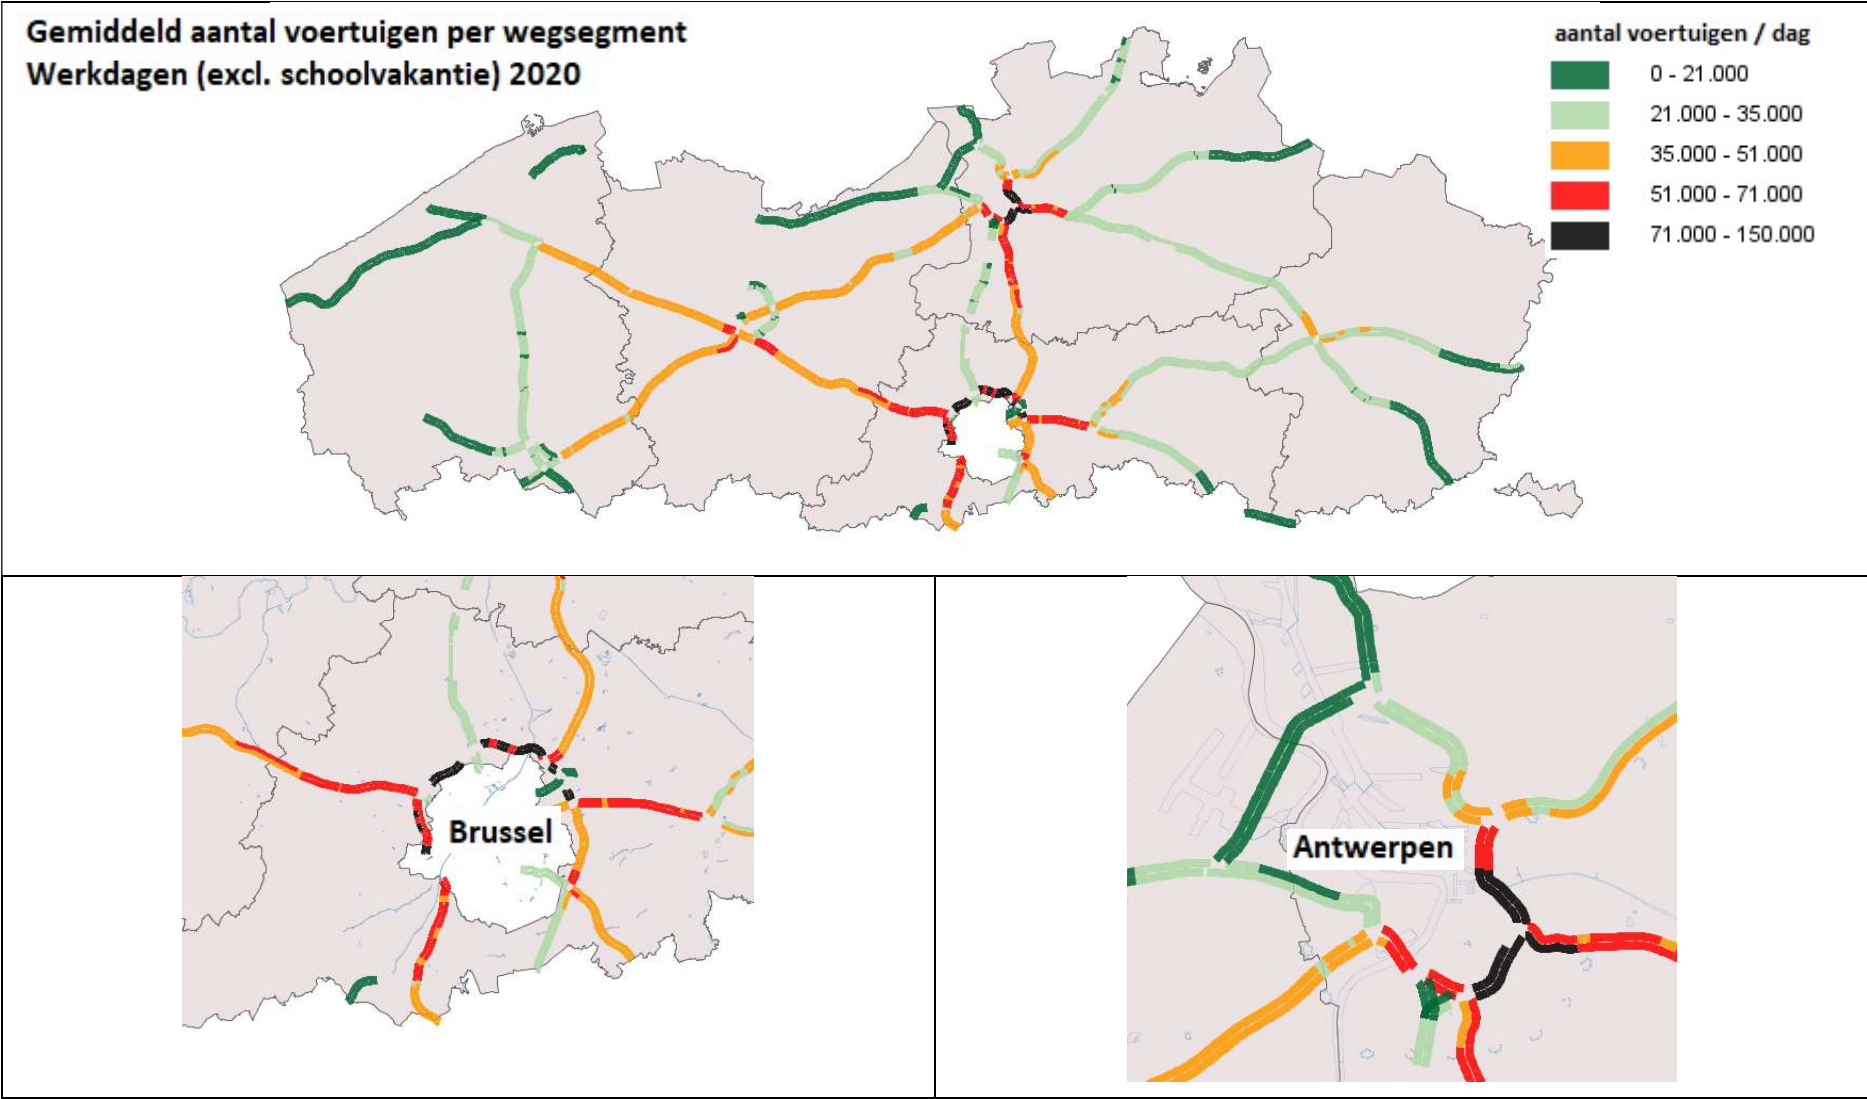 Gemiddeld aantal voertuigen per wegsegment
Werkdagen (excl. schoolvakantie) 2020
aantal voertuigen / dag
0 - 21.000
21.000 - 35.000
35.000 - 51.000
51.000 - 71.000
71.000 - 150.000
Brussel
Antwerpen